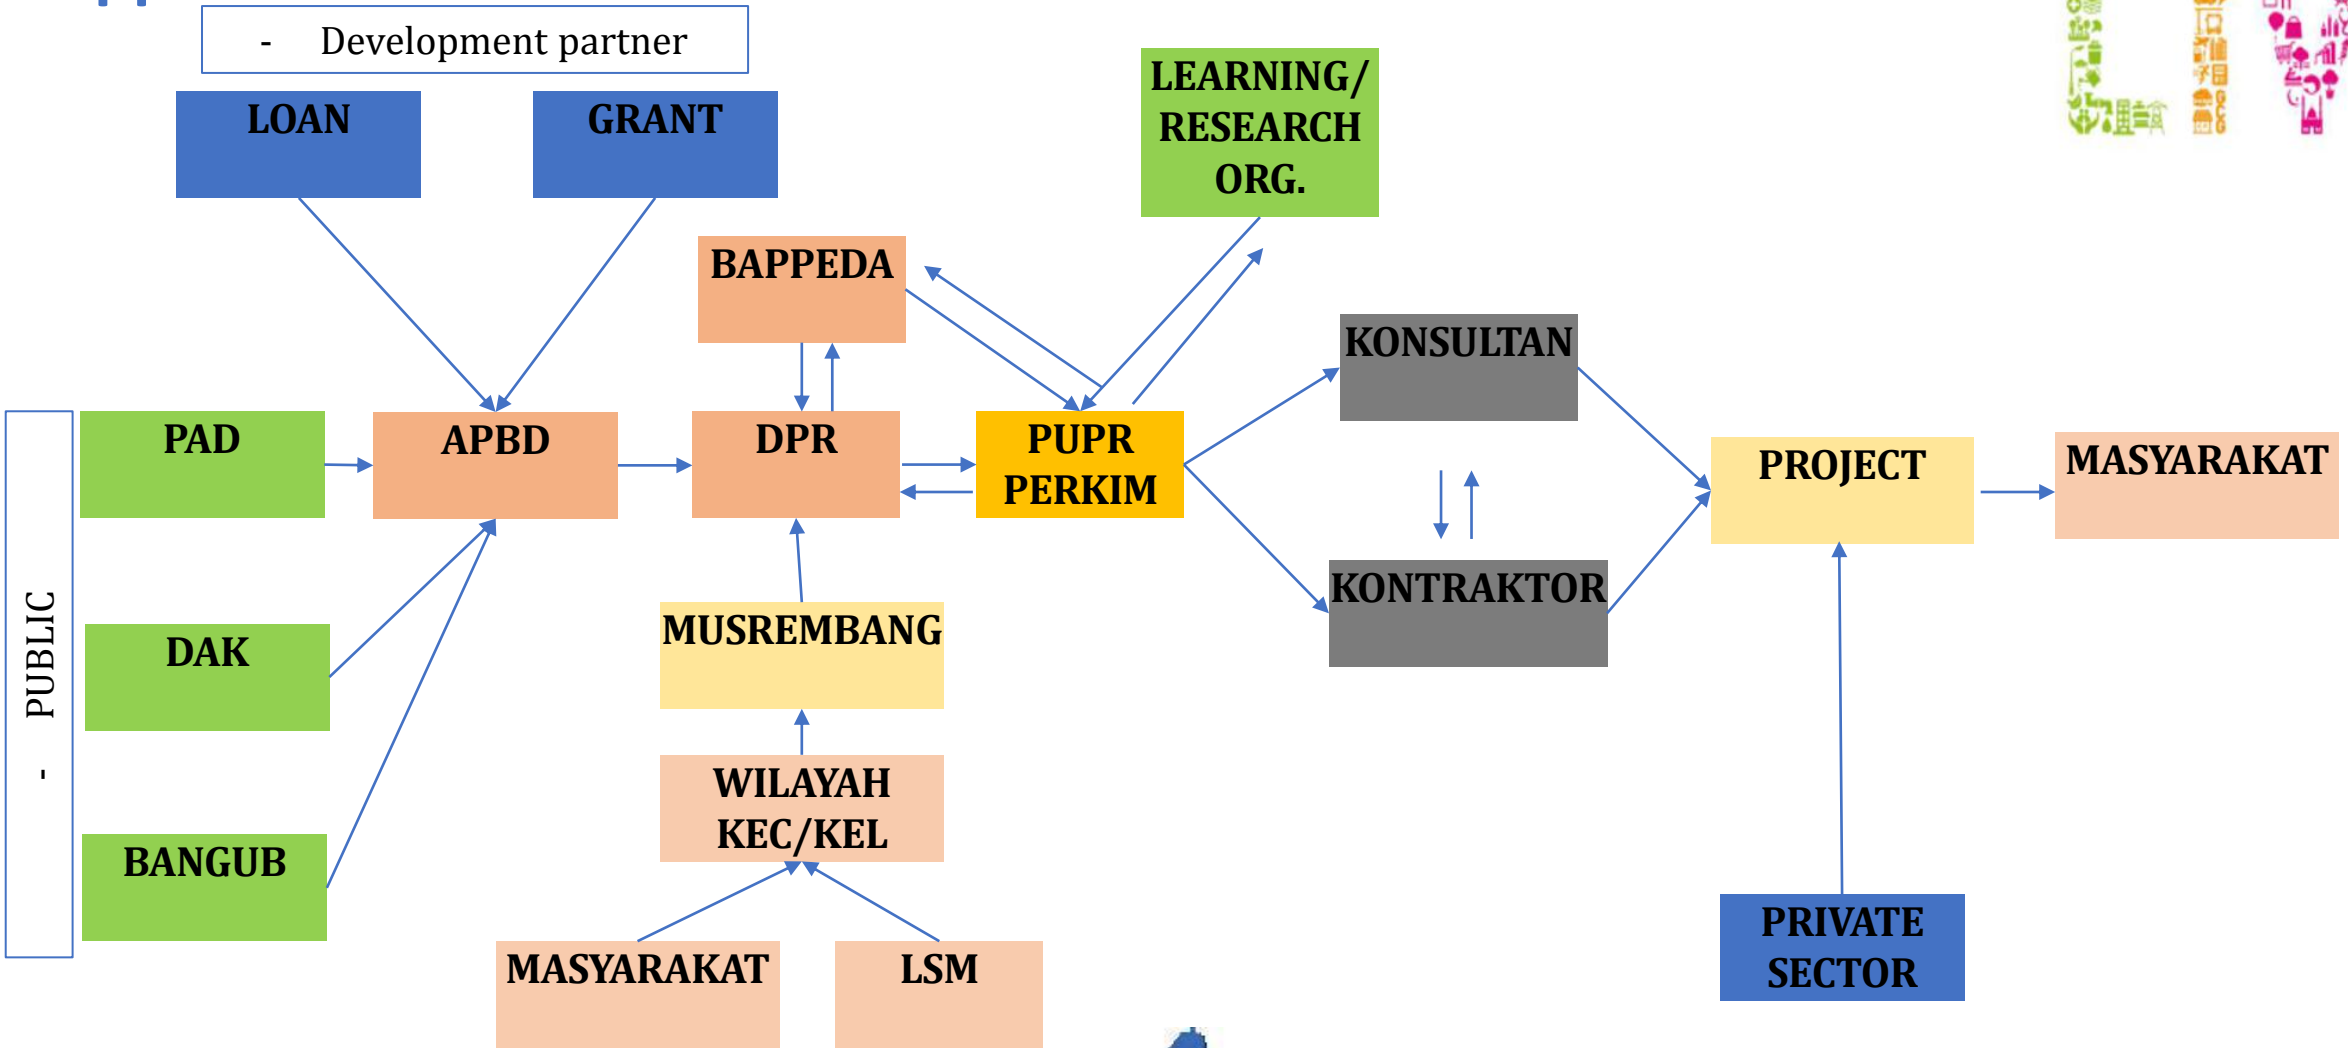 - Development partner
LOAN
GRANT
LEARNING/
RESEARCH
ORG.
BAPPEDA
KONSULTAN
PAD
APBD
DPR
PUPR
PERKIM
PROJECT
MASYARAKAT
- PUBLIC
KONTRAKTOR
MUSREMBANG
DAK
WILAYAH
KEC/KEL
BANGUB
PRIVATE
SECTOR
MASYARAKAT
LSM